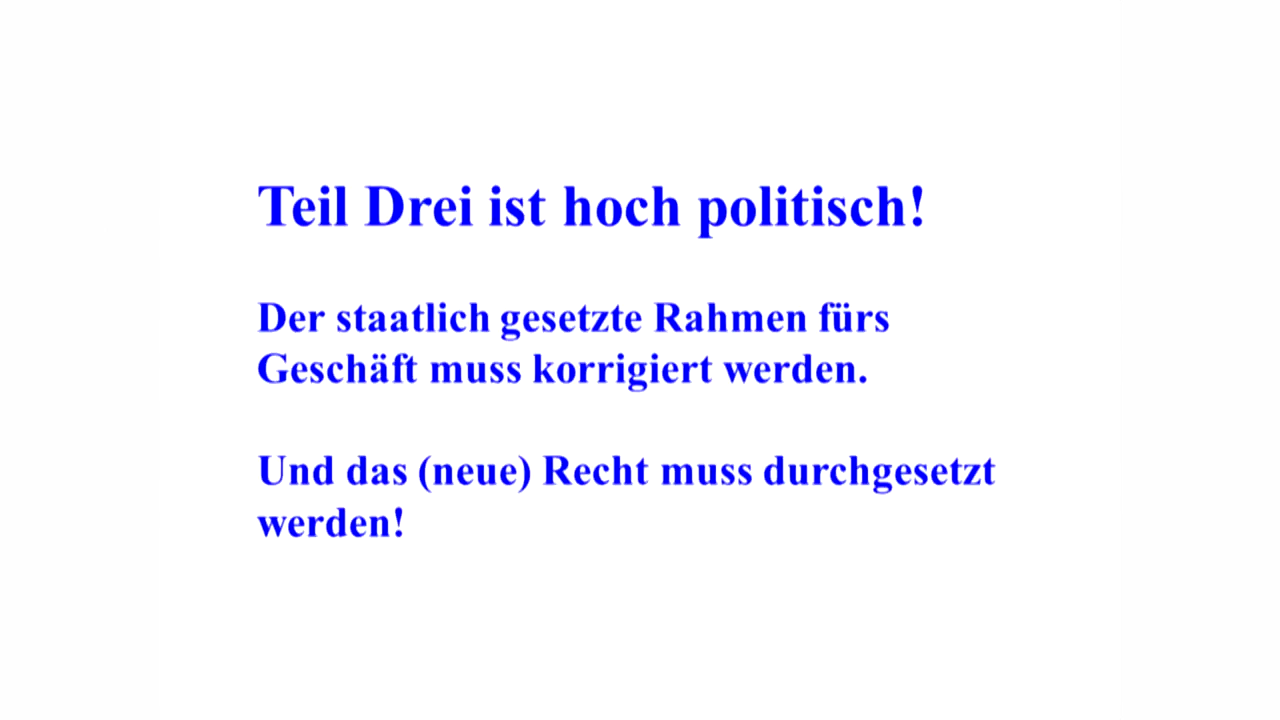 Teil Drei ist hoch politisch!
Der staatlich gesetzte Rahmen fürs
Geschäft muss korrigiert werden.
Und das (neue) Recht muss durchgesetzt
werden!